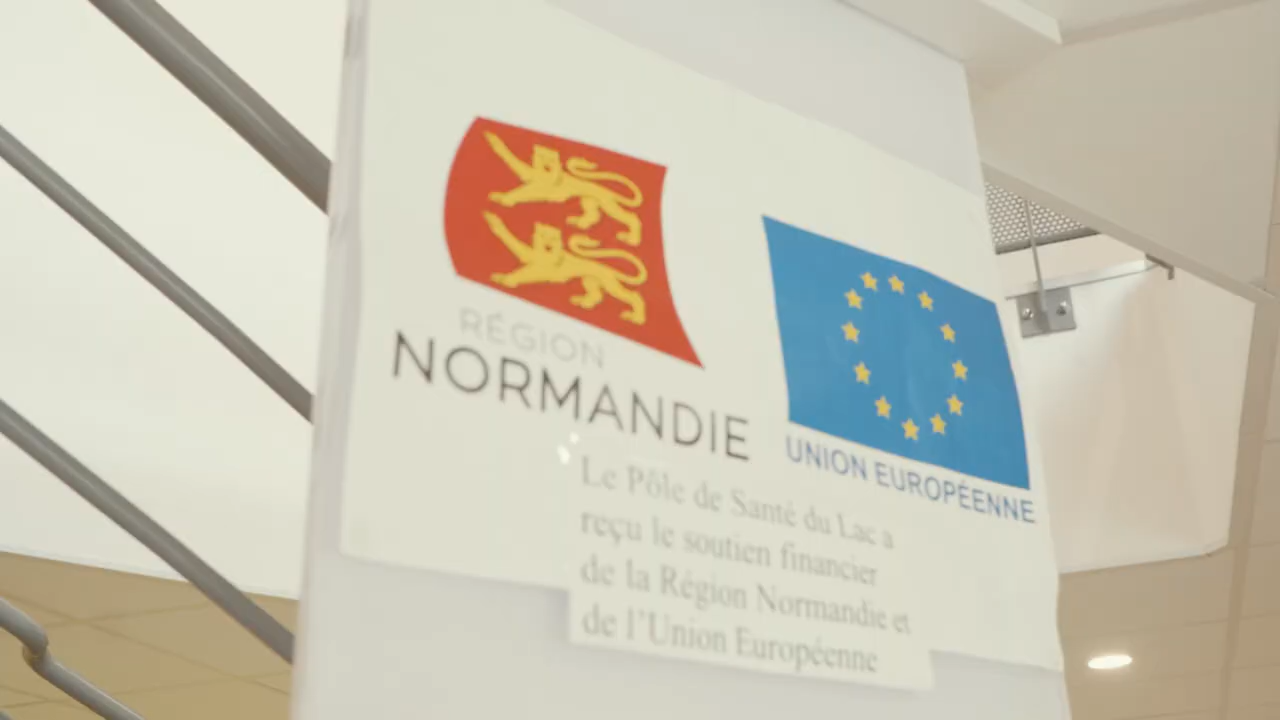 RÉGION
NORMANDIE
UNION EUROPÉENNE
Le Pôle de Santé du Lac a
reçu le soutien financier
de la Région Normandie et
de l'Union Européenne